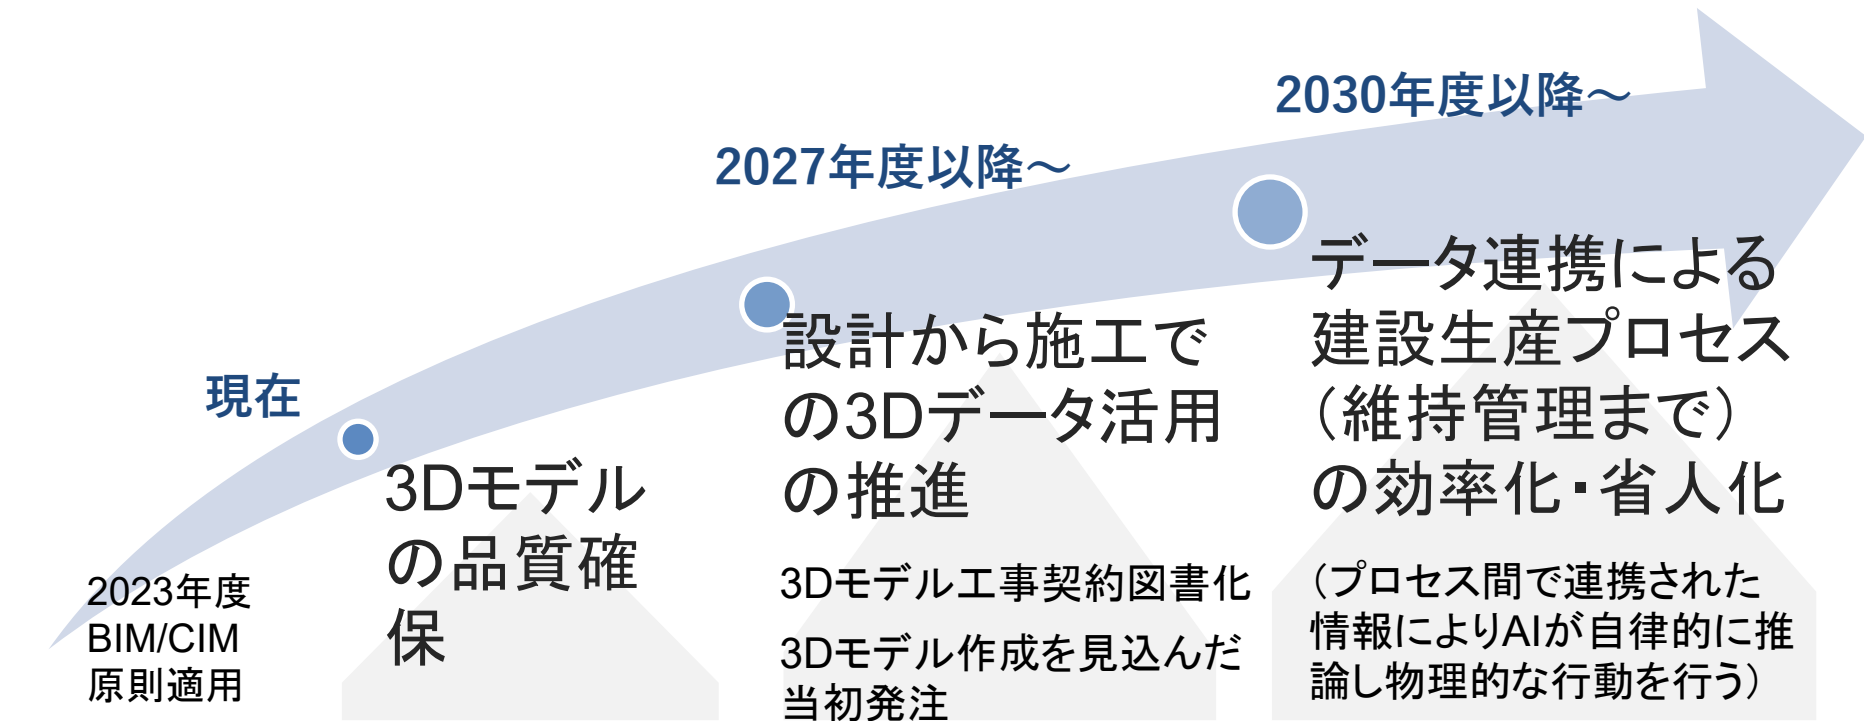 現在
2023年度
BIM/CIM
原則適用
3Dモデル
の品質確
保
2027年度以降～
設計から施工で
の3Dデータ活用
の推進
3Dモデル工事契約図書化
3Dモデル作成を見込んだ
当初発注
2030年度以降～
データ連携による
建設生産プロセス
（維持管理まで）
の効率化・省人化
（プロセス間で連携された
情報によりAIが自律的に推
論し物理的な行動を行う）